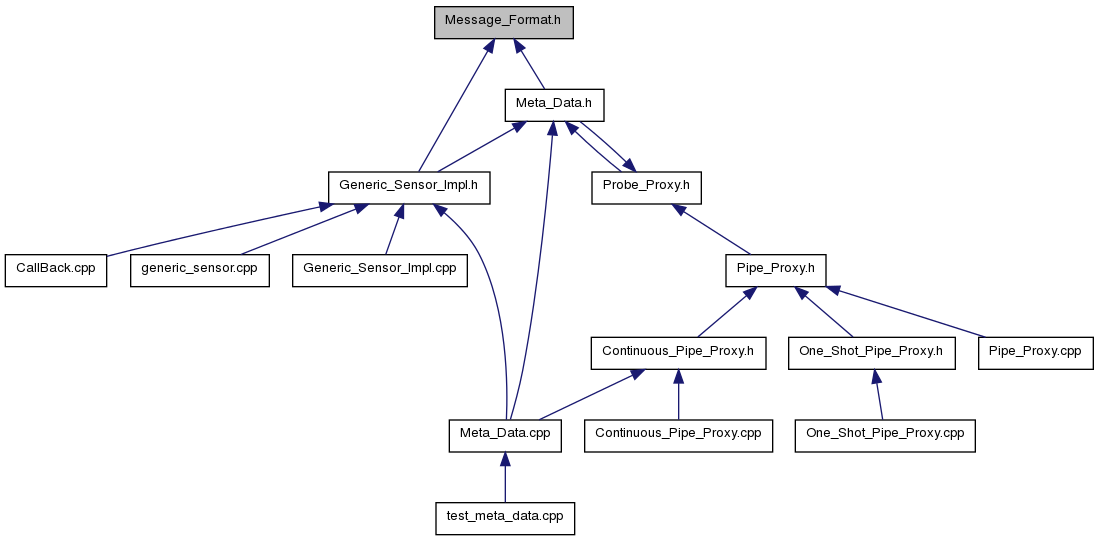 Message_Format.h
Meta_Data.h
Generic_Sensor_Impl.h
Probe_Proxy.h
CallBack.cpp
generic_sensor.cpp
Generic_Sensor_Impl.cpp
Pipe_Proxy.h
Continuous_Pipe_Proxy.h
One_Shot_Pipe_Proxy.h
Pipe_Proxy.cpp
Meta_Data.cpp
Continuous_Pipe_Proxy.cpp
One_Shot_Pipe_Proxy.cpp
test_meta_data.cpp